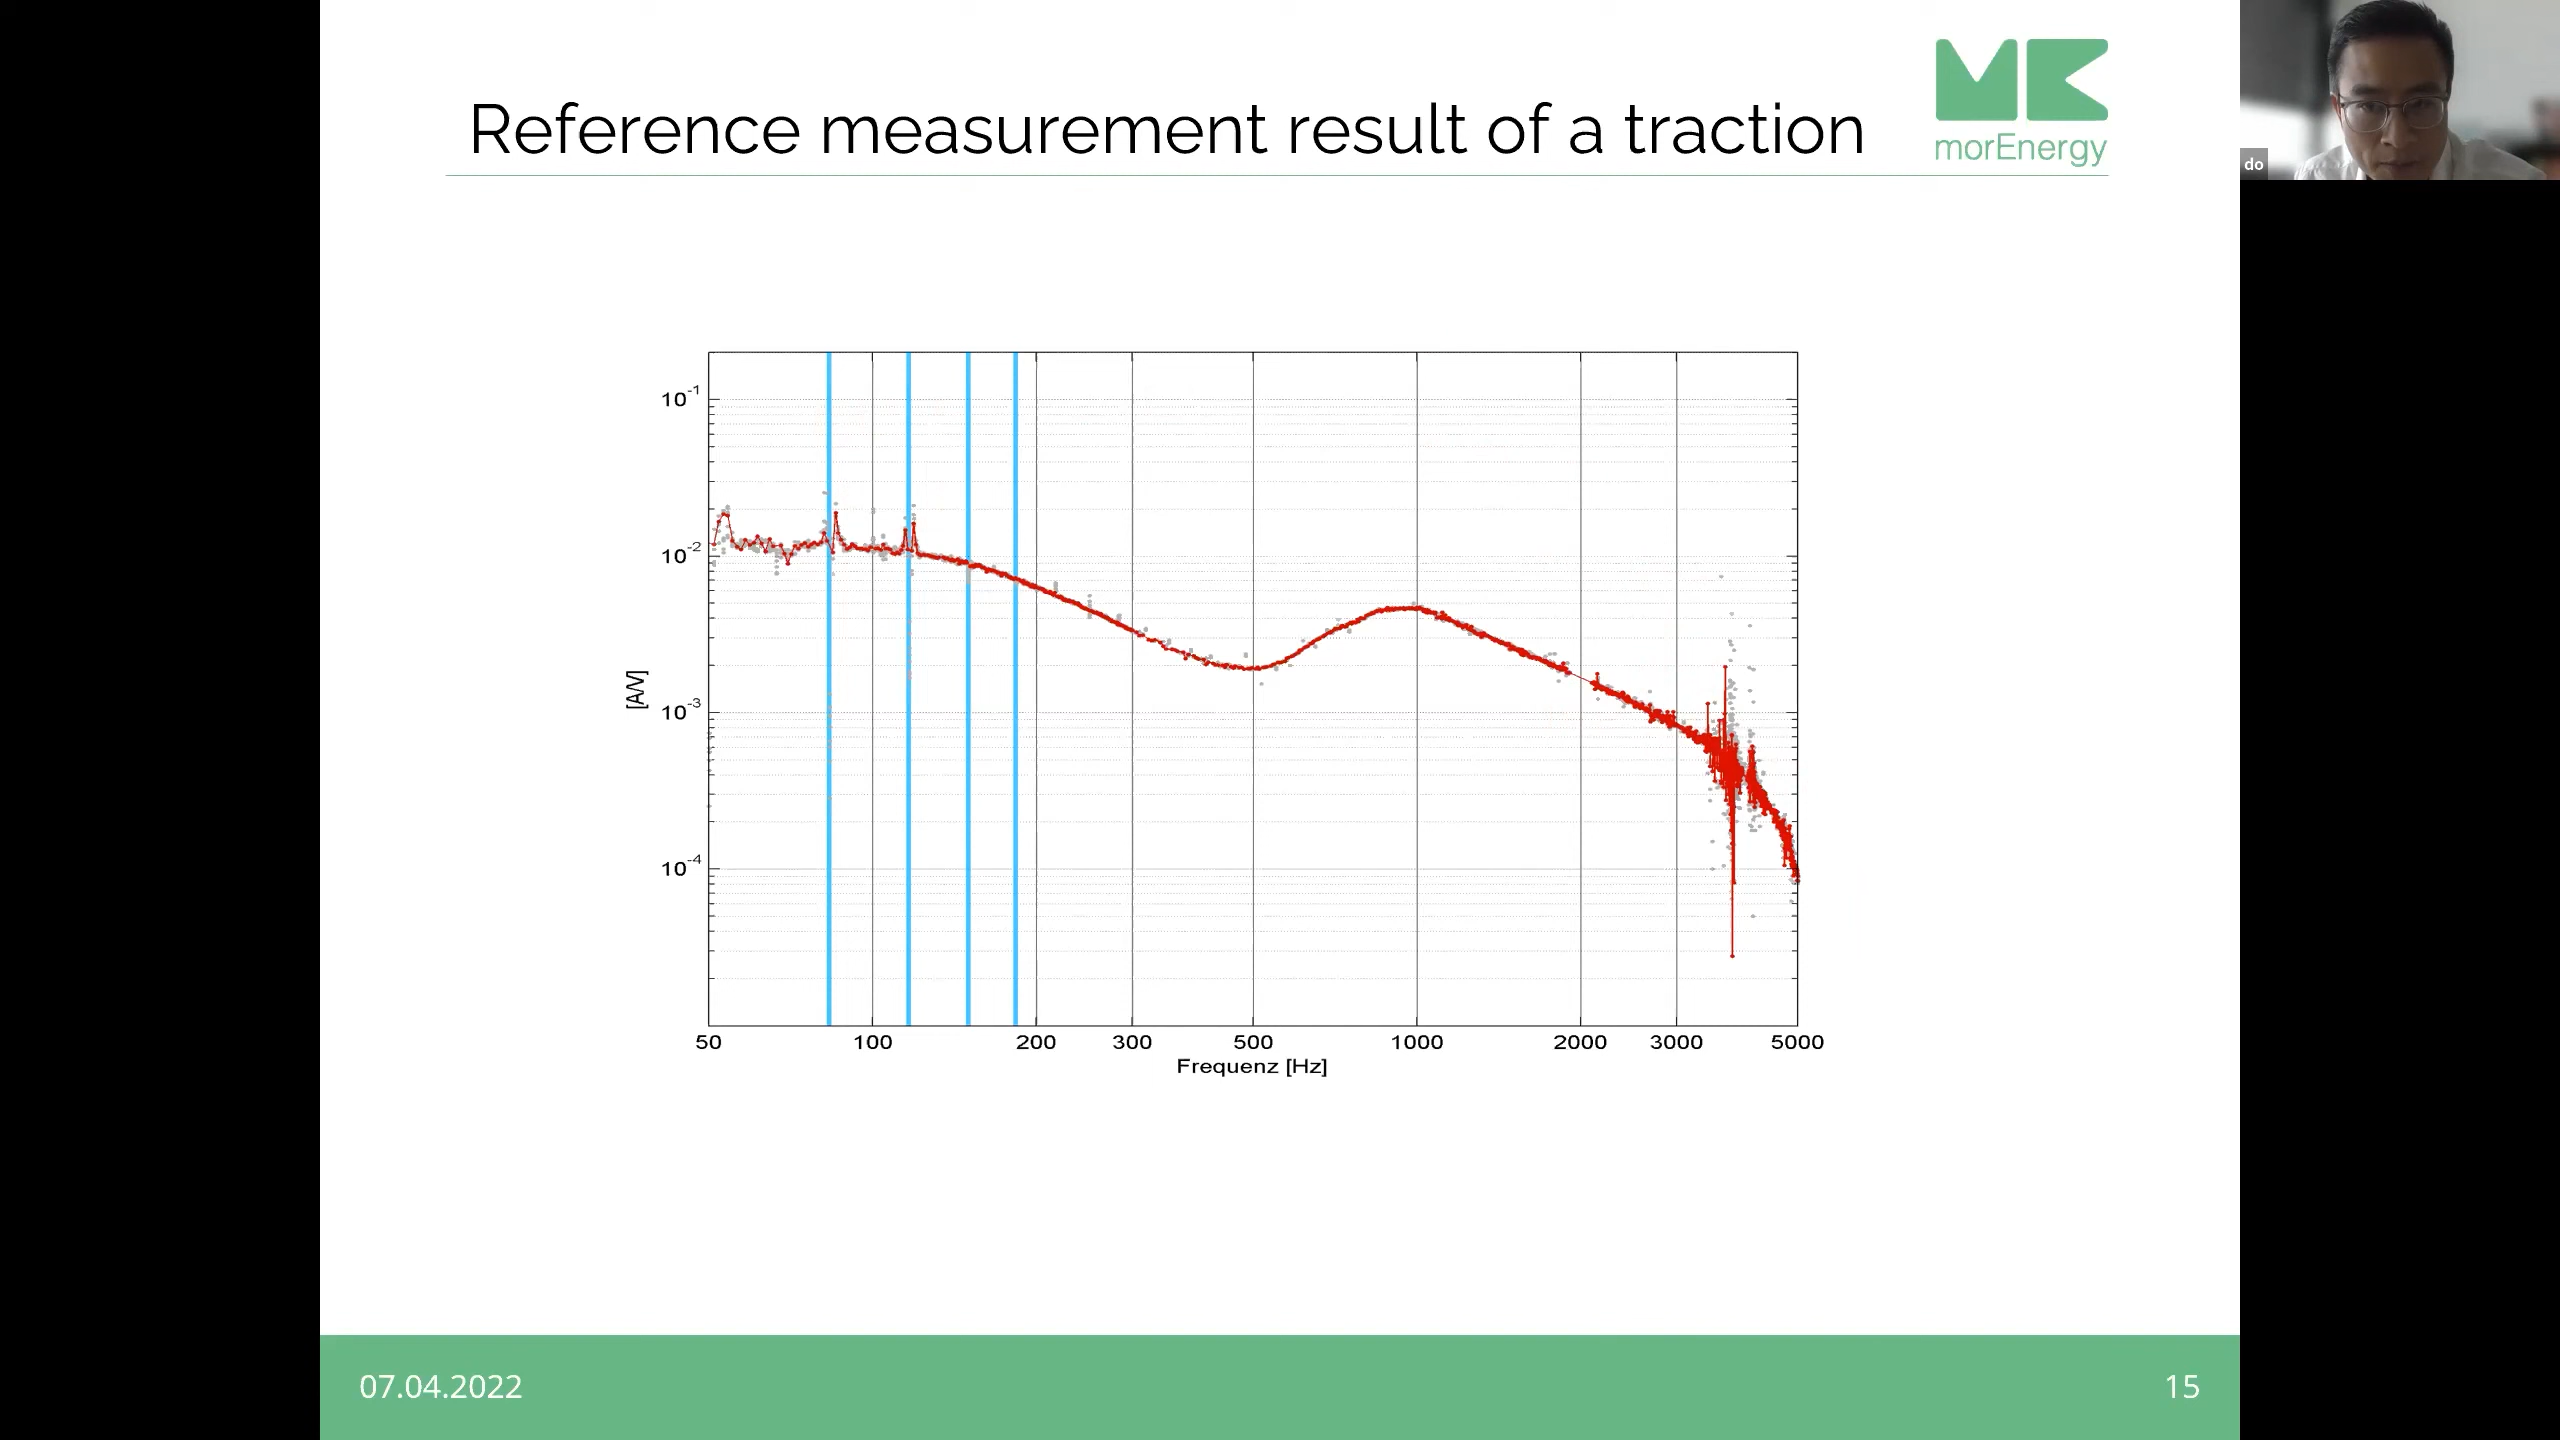 Reference measurement result of a traction
morEnergy
do
10-1
10-2
10-3
10-4
[A/V]
50 100 200 300 500 1000 2000 3000 5000
Frequenz [Hz]
07.04.2022
15